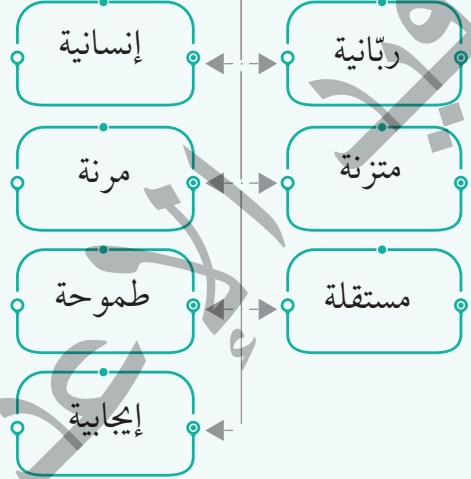 ربّانية
إنسانية
متزنة
مرنة
مستقلة
طموحة
إيجابية